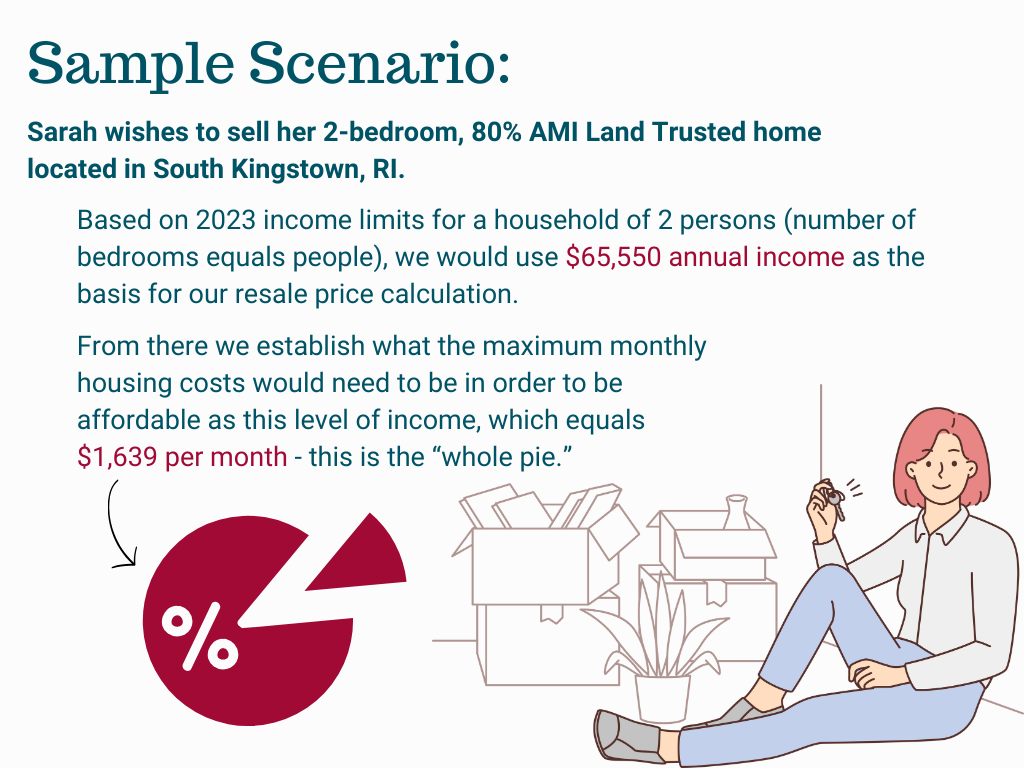 Sample Scenario:
Sarah wishes to sell her 2-bedroom, 80% AMI Land Trusted home
located in South Kingstown, RI.
Based on 2023 income limits for a household of 2 persons (number of
bedrooms equals people), we would use $65,550 annual income as the
basis for our resale price calculation.
From there we establish what the maximum monthly
housing costs would need to be in order to be
affordable as this level of income, which equals
$1,639 per month - this is the “whole pie.”
%